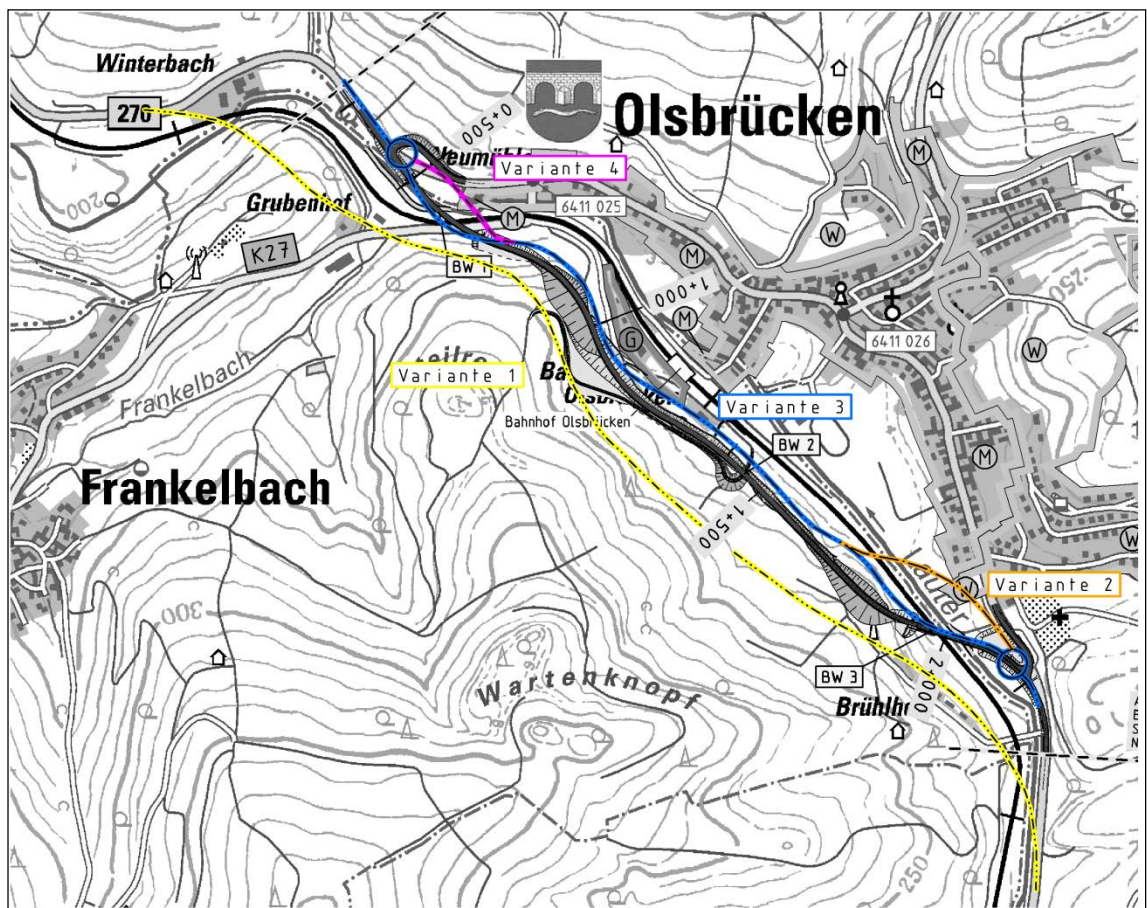 Winterbach
270
Olsbrücken
0+500
Variante 4
Grubenhof
6411 025
K27
BW 1
1+000
6411 026
Variante 1
Variante 3
Bahnhof Olsbrücken
BW 2
Frankelbach
Frankelbach
1+500
Variante 2
Lauter
BW 3
2+000
Wartenknopf
300
200
250
250
M
M
M
M
M
W
W
W
W
W
G